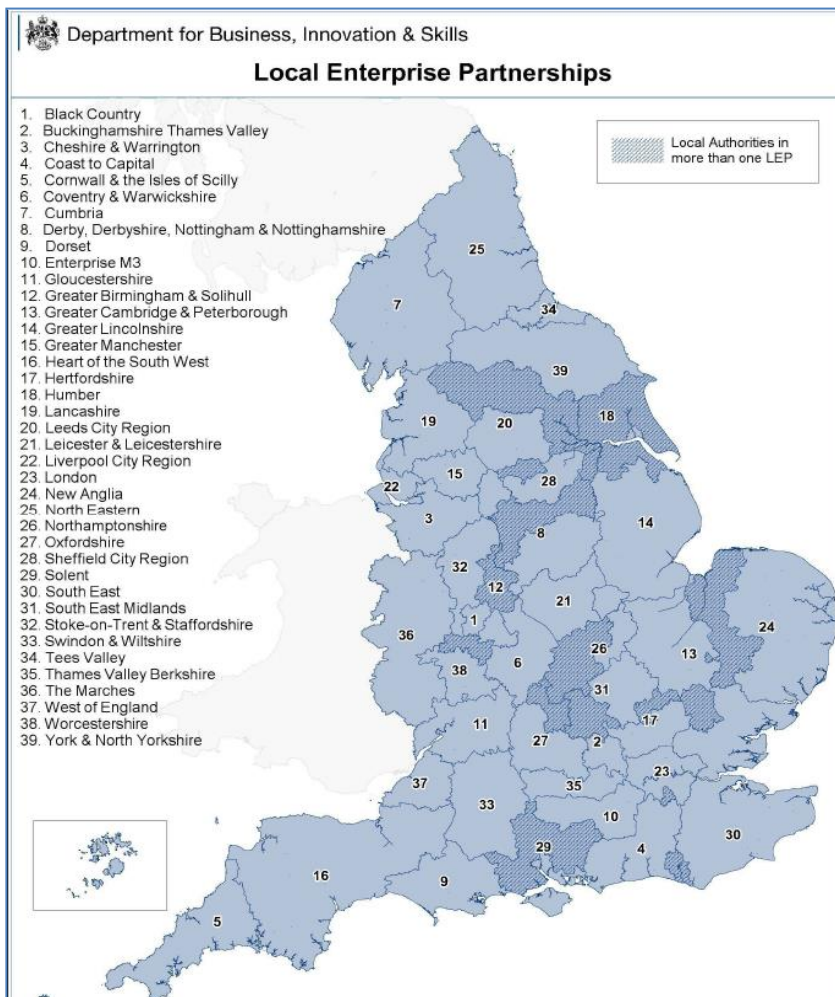 Department for Business, Innovation & Skills
Local Enterprise Partnerships
1. Black Country
2. Buckinghamshire Thames Valley
3. Cheshire & Warrington
4. Coast to Capital
5. Cornwall & the Isles of Scilly
6. Coventry & Warwickshire
7. Cumbria
8. Derby, Derbyshire, Nottingham & Nottinghamshire
9. Dorset
10. Enterprise M3
11. Gloucestershire
12. Greater Birmingham & Solihull
13. Greater Cambridge & Peterborough
14. Greater Lincolnshire
15. Greater Manchester
16. Heart of the South West
17. Hertfordshire
18. Humber
19. Lancashire
20. Leeds City Region
21. Leicester & Leicestershire
22. Liverpool City Region
23. London
24. New Anglia
25. North Eastern
26. Northamptonshire
27. Oxfordshire
28. Sheffield City Region
29. Solent
30. South East
31. South East Midlands
32. Stoke-on-Trent & Staffordshire
33. Swindon & Wiltshire
34. Tees Valley
35. Thames Valley Berkshire
36. The Marches
37. West of England
38. Worcestershire
39. York & North Yorkshire
Local Authorities in
more than one LEP
25
7
34
39
18
19
20
15
22
28
3
8
14
32
12
21
1
24
36
26
13
6
38
31
17
11
27
2
23
37
35
33
10
30
29
4
16
9
5